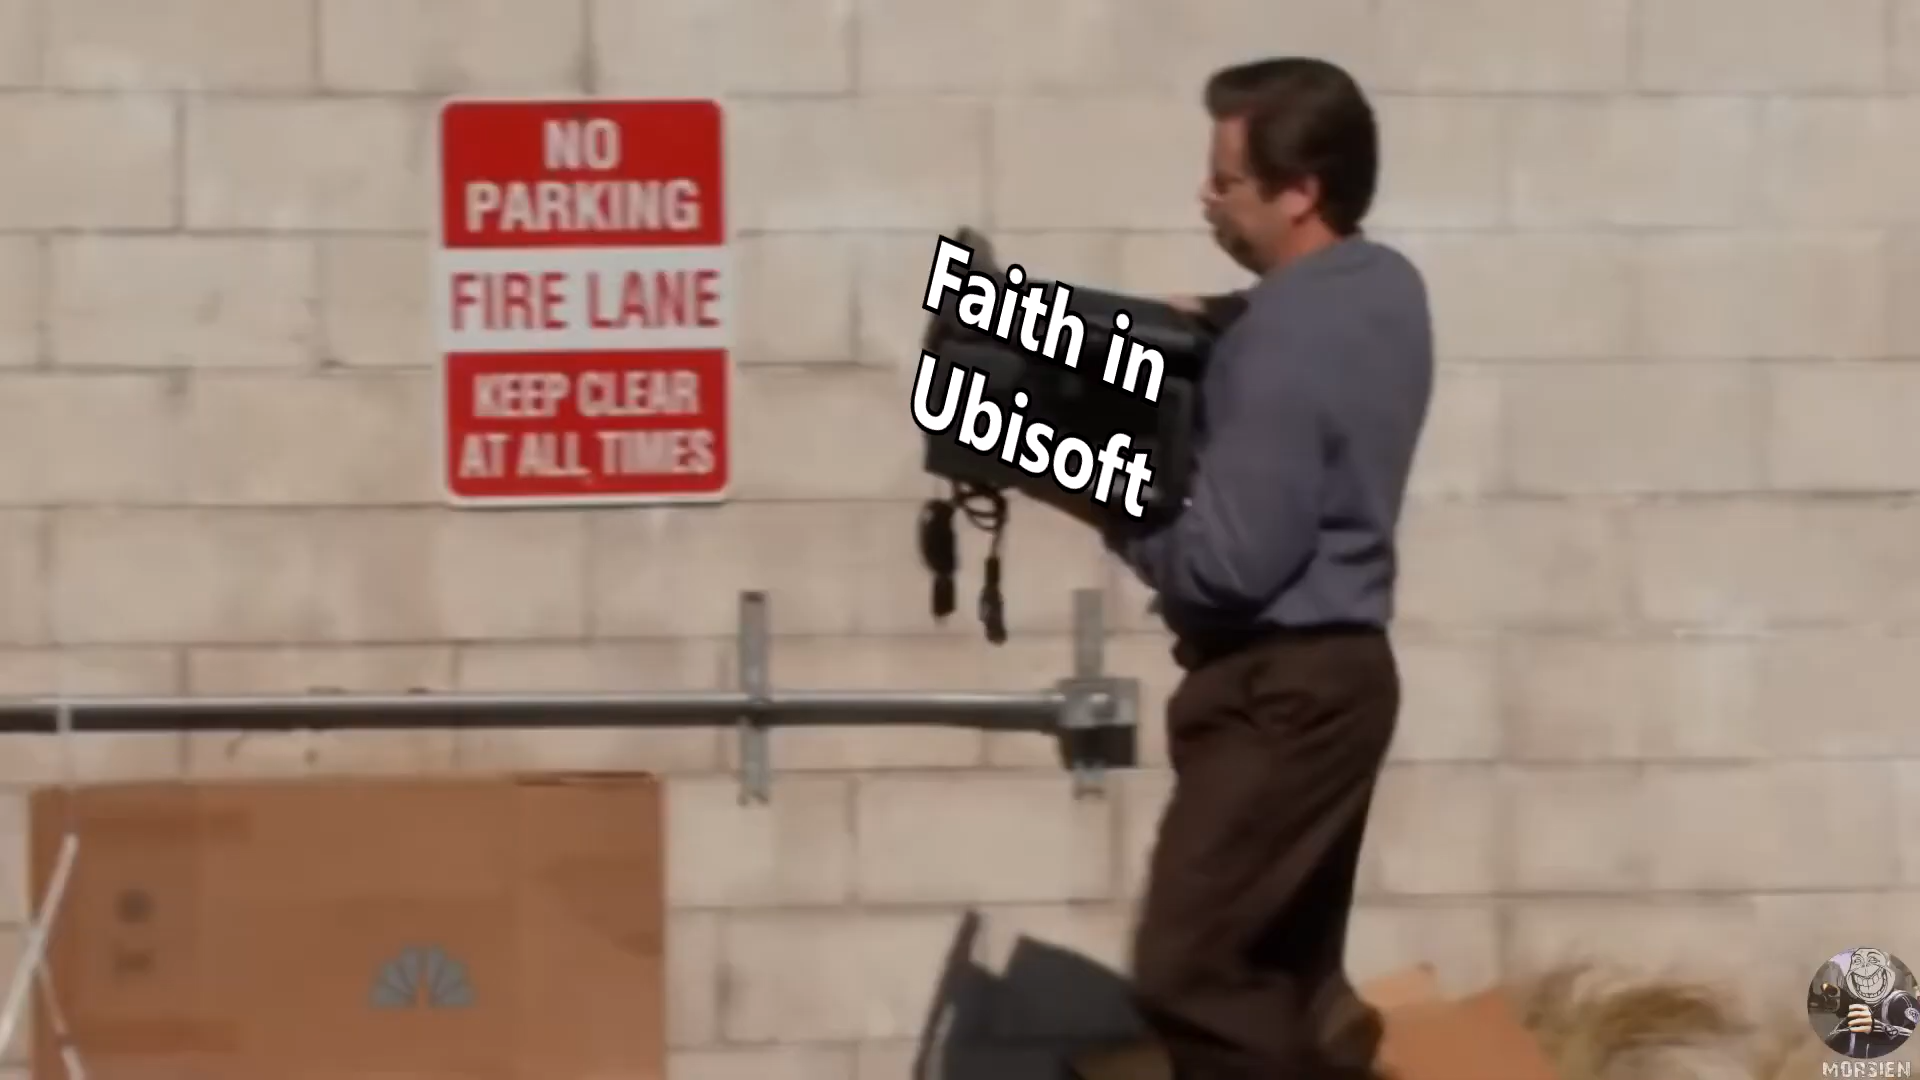 NO
PARKING
FIRE LANE
KEEP CLEAR
AT ALL TIMES
Faith in
Ubisoft
MORSIEN